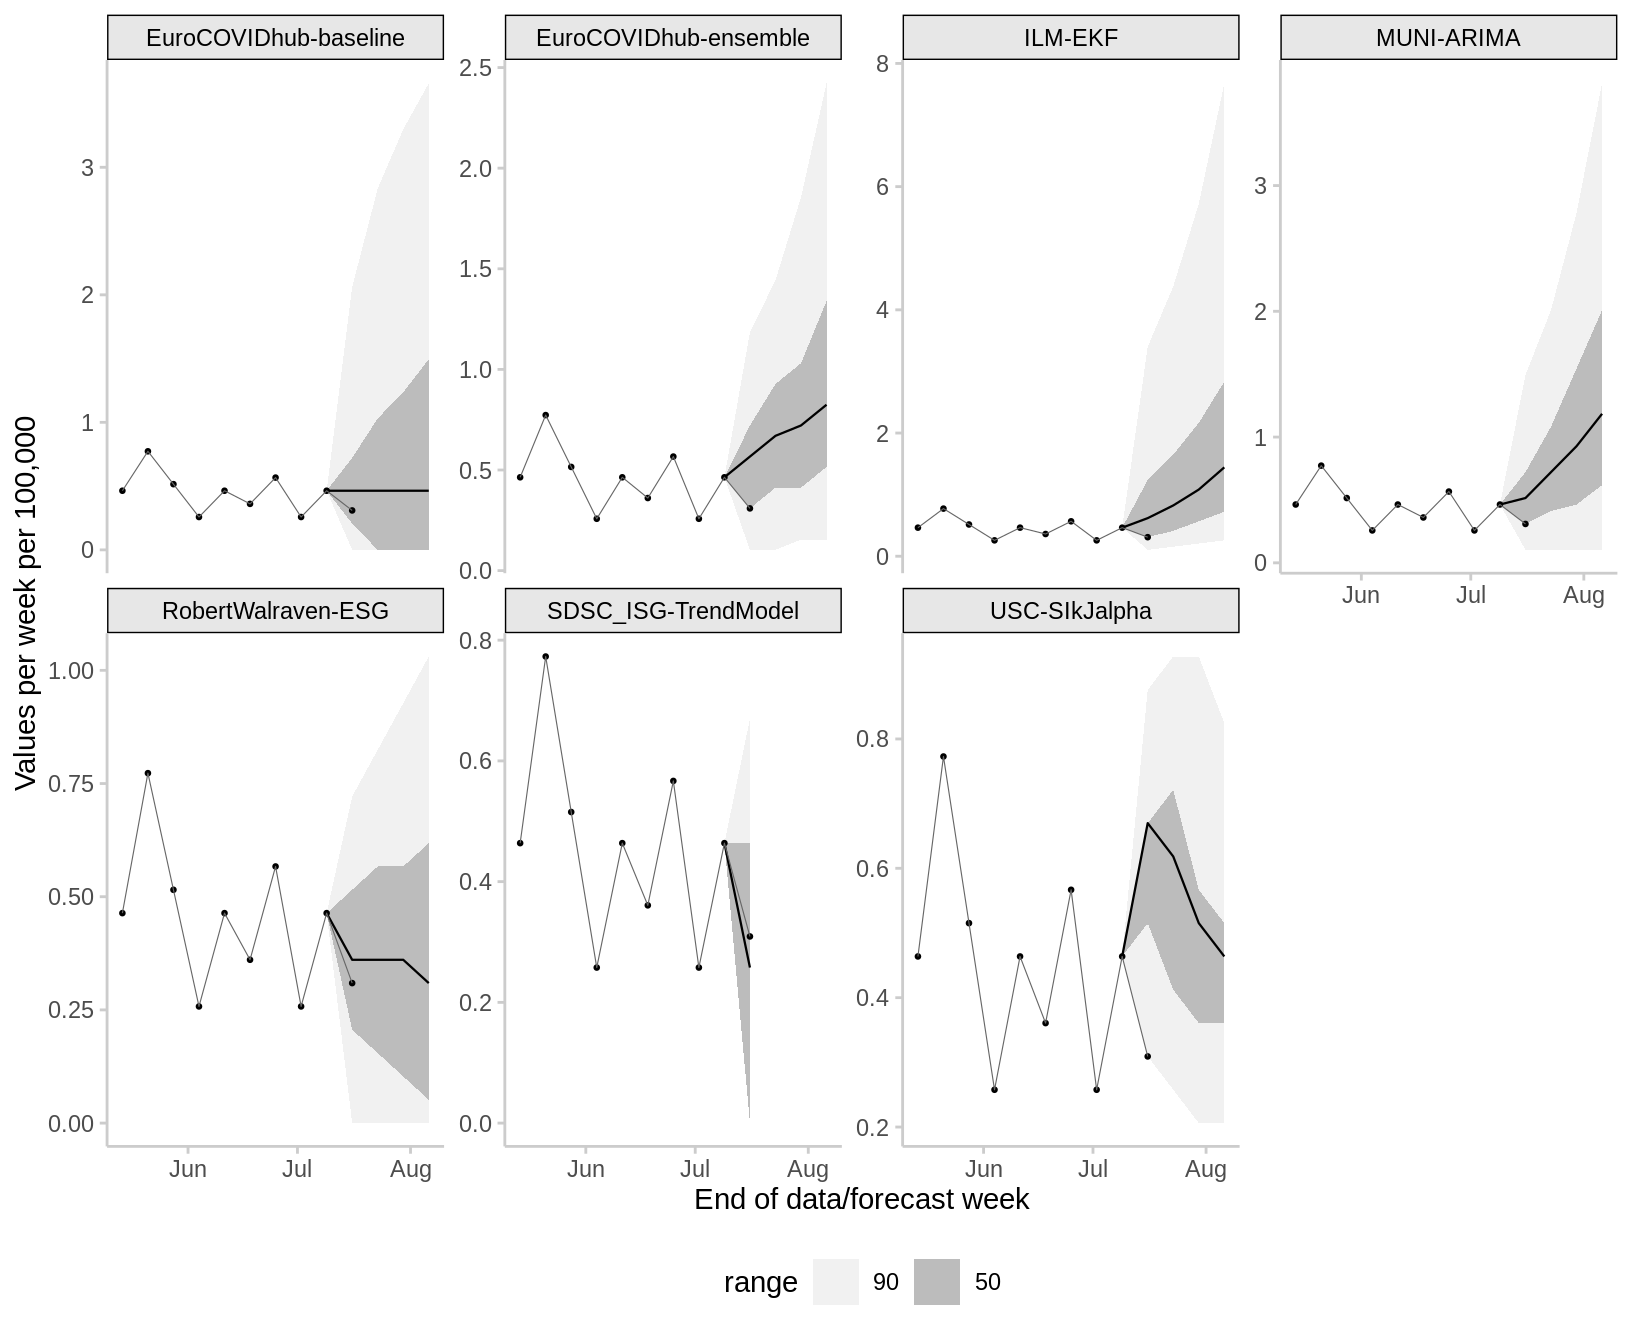 EuroCOVIDhub-baseline
EuroCOVIDhub-ensemble
ILM-EKF
MUNI-ARIMA
3
2
1
0
2.5
2.0
1.5
1.0
0.5
0.0
8
6
4
2
0
3
2
1
0
Jun Jul Aug
Values per week per 100,000
RobertWalraven-ESG
SDSC_ISG-TrendModel
USC-SIkJalpha
1.00
0.75
0.50
0.25
0.00
0.8
0.6
0.4
0.2
0.0
0.8
0.6
0.4
0.2
Jun Jul Aug
Jun Jul Aug
Jun Jul Aug
End of data/forecast week
range 90 50